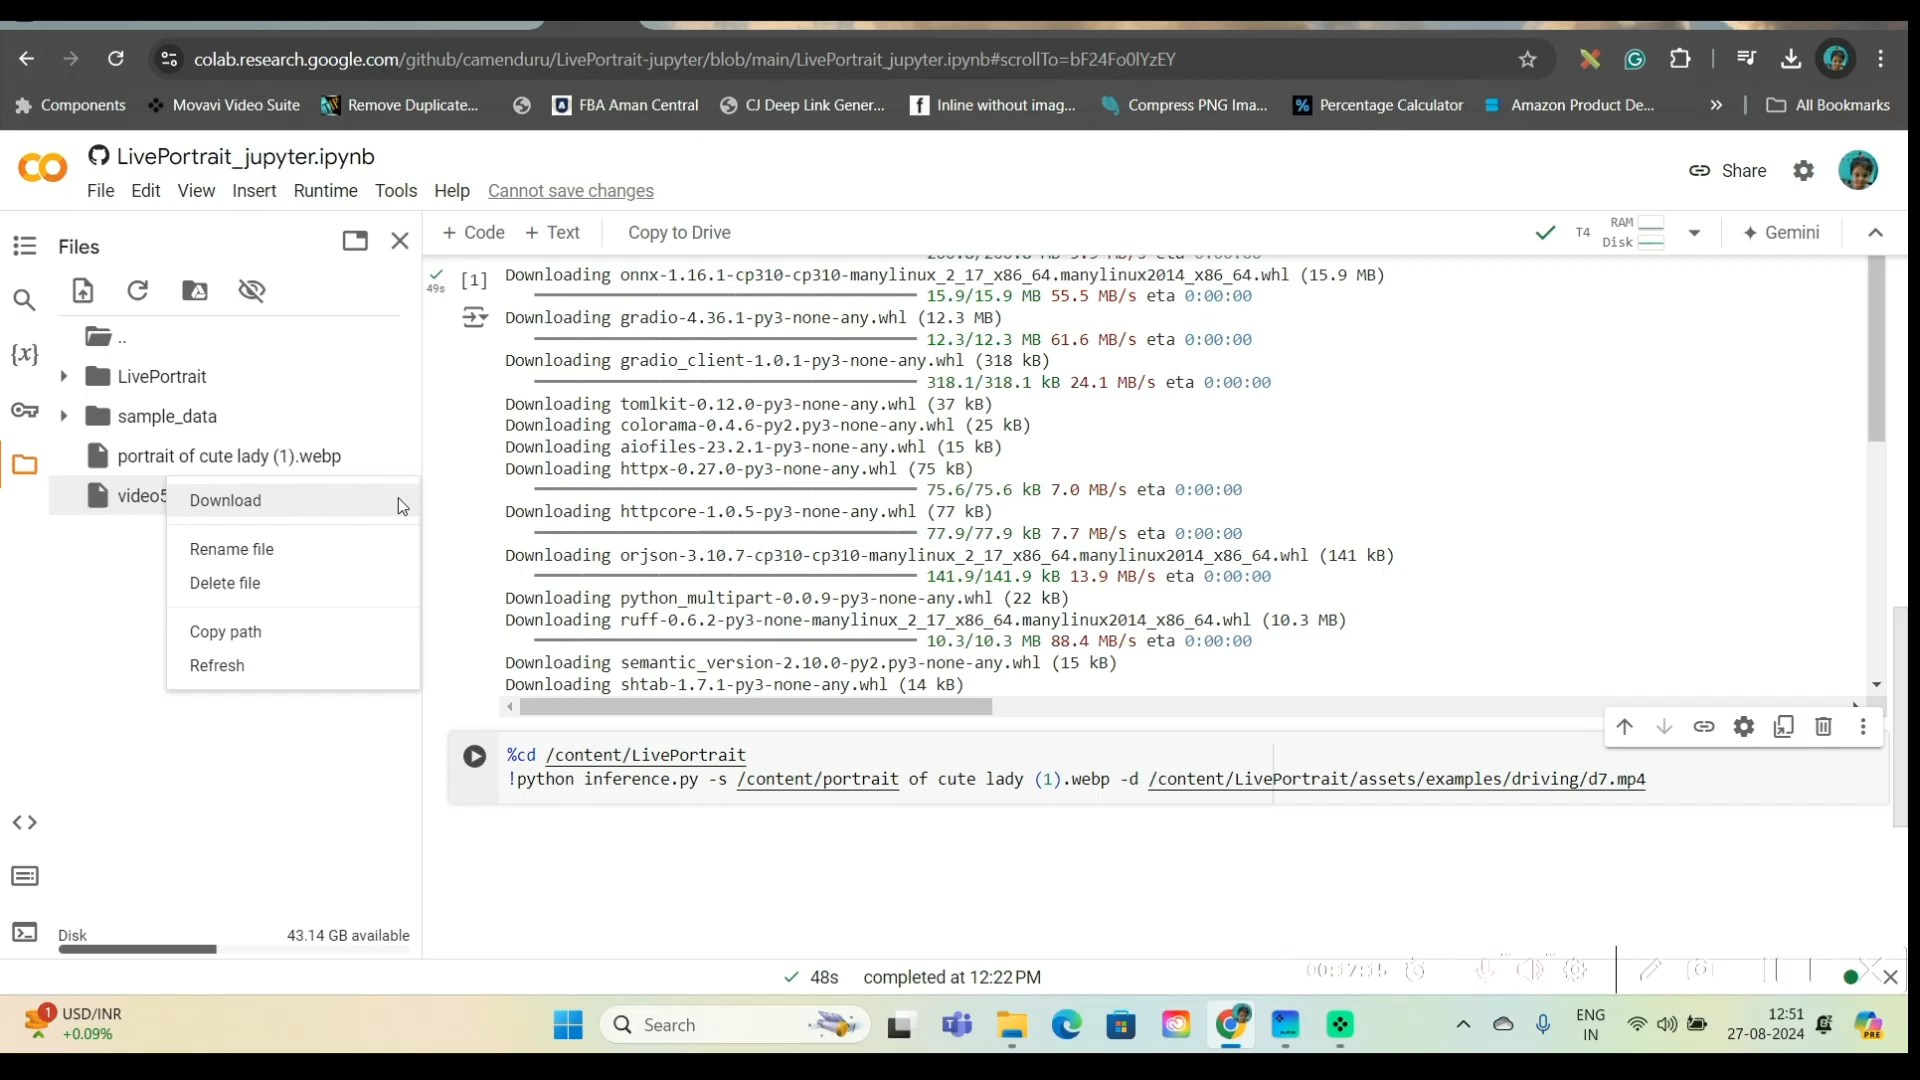 colab.research.google.com/github/camenduru/LivePortrait-jupyter/blob/main/LivePortrait_jupyter.ipynb#scrollTo=bF24Fo0lYzEY
Components
Movavi Video Suite
Remove Duplicate...
FBA Aman Central
CJ Deep Link Gener...
Inline without imag...
Compress PNG Ima...
Percentage Calculator
Amazon Product De...
»
All Bookmarks
LivePortrait_jupyter.ipynb
File Edit View Insert Runtime Tools Help Cannot save changes
Share
Files
+ Code + Text
Copy to Drive
T4
RAM
Disk
Gemini
..
LivePortrait
sample_data
portrait of cute lady (1).webp
video5
Download
Rename file
Delete file
Copy path
Refresh
Disk
43.14 GB available
49s
[1]
Downloading onnx-1.16.1-cp310-cp310-manylinux_2_17_x86_64.manylinux2014_x86_64.whl (15.9 MB)
15.9/15.9 MB 55.5 MB/s eta 0:00:00
Downloading gradio-4.36.1-py3-none-any.whl (12.3 MB)
12.3/12.3 MB 61.6 MB/s eta 0:00:00
Downloading gradio_client-1.0.1-py3-none-any.whl (318 kB)
318.1/318.1 kB 24.1 MB/s eta 0:00:00
Downloading tomlkit-0.12.0-py3-none-any.whl (37 kB)
Downloading colorama-0.4.6-py2.py3-none-any.whl (25 kB)
Downloading aiofiles-23.2.1-py3-none-any.whl (15 kB)
Downloading httpx-0.27.0-py3-none-any.whl (75 kB)
75.6/75.6 kB 7.0 MB/s eta 0:00:00
Downloading httpcore-1.0.5-py3-none-any.whl (77 kB)
77.9/77.9 kB 7.7 MB/s eta 0:00:00
Downloading orjson-3.10.7-cp310-cp310-manylinux_2_17_x86_64.manylinux2014_x86_64.whl (141 kB)
141.9/141.9 kB 13.9 MB/s eta 0:00:00
Downloading python_multipart-0.0.9-py3-none-any.whl (22 kB)
Downloading ruff-0.6.2-py3-none-manylinux_2_17_x86_64.manylinux2014_x86_64.whl (10.3 MB)
10.3/10.3 MB 88.4 MB/s eta 0:00:00
Downloading semantic_version-2.10.0-py2.py3-none-any.whl (15 kB)
Downloading shtab-1.7.1-py3-none-any.whl (14 kB)
%cd /content/LivePortrait
!python inference.py -s /content/portrait of cute lady (1).webp -d /content/LivePortrait/assets/examples/driving/d7.mp4
48s completed at 12:22 PM
00:17:15
1
USD/INR
+0.09%
Search
ENG
IN
12:51
27-08-2024
PRE